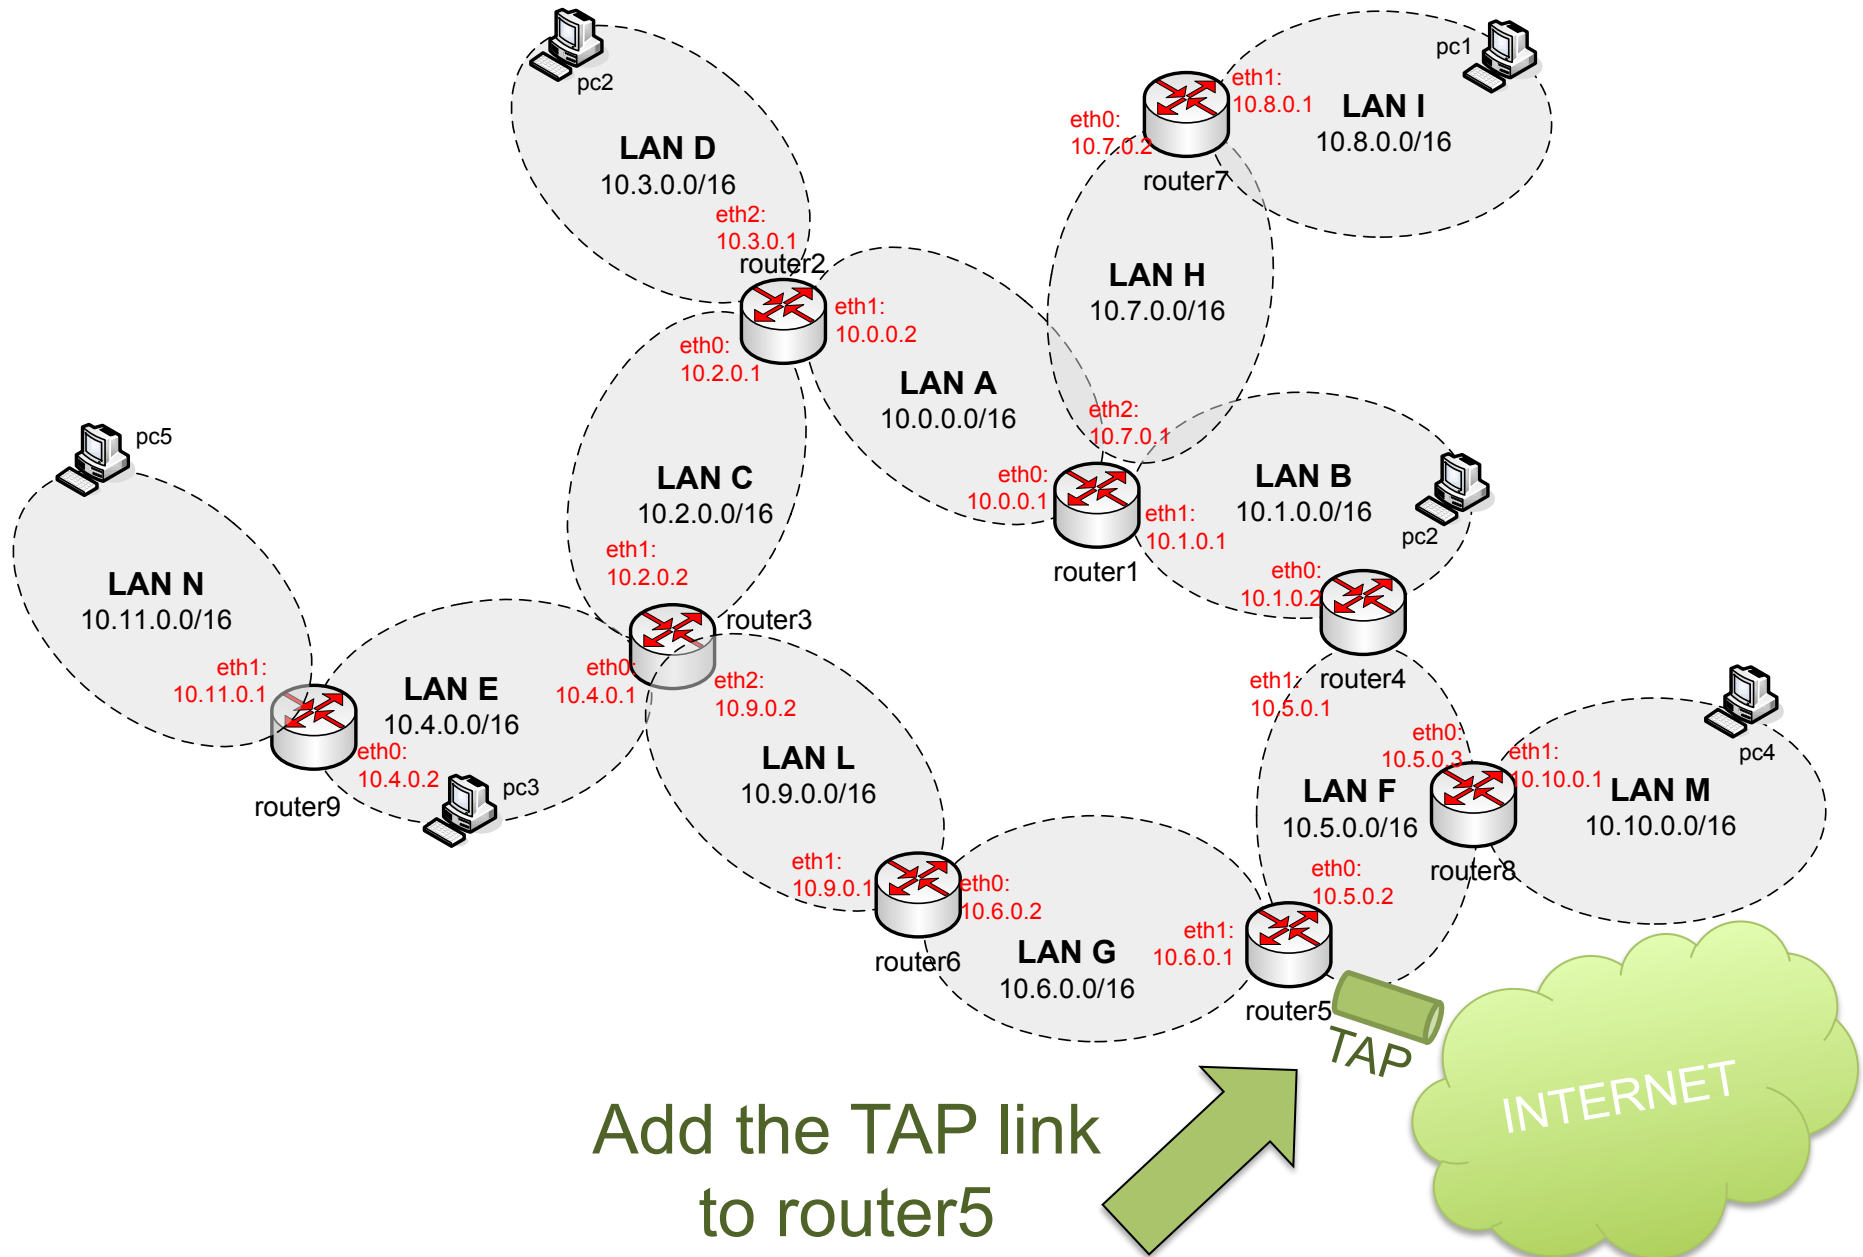 pc2
LAN D
10.3.0.0/16
eth2:
10.3.0.1
router2
eth1:
10.0.0.2
eth0:
10.2.0.1
pc1
eth1:
10.8.0.1
LAN I
10.8.0.0/16
eth0:
10.7.0.2
router7
LAN H
10.7.0.0/16
LAN A
10.0.0.0/16
eth2:
10.7.0.1
eth0:
10.0.0.1
router1
eth1:
10.1.0.1
LAN B
10.1.0.0/16
pc2
eth0:
10.1.0.2
router4
eth1:
10.5.0.1
pc5
LAN N
10.11.0.0/16
eth1:
10.11.0.1
router9
eth0:
10.4.0.2
LAN E
10.4.0.0/16
pc3
LAN C
10.2.0.0/16
eth1:
10.2.0.2
router3
eth0:
10.4.0.1
eth2:
10.9.0.2
LAN L
10.9.0.0/16
eth1:
10.9.0.1
eth0:
10.6.0.2
router6
LAN G
10.6.0.0/16
eth1:
10.6.0.1
router5
eth0:
10.5.0.2
LAN F
10.5.0.0/16
eth0:
10.5.0.3
router8
eth1:
10.10.0.1
LAN M
10.10.0.0/16
pc4
TAP
INTERNET
Add the TAP link
to router5